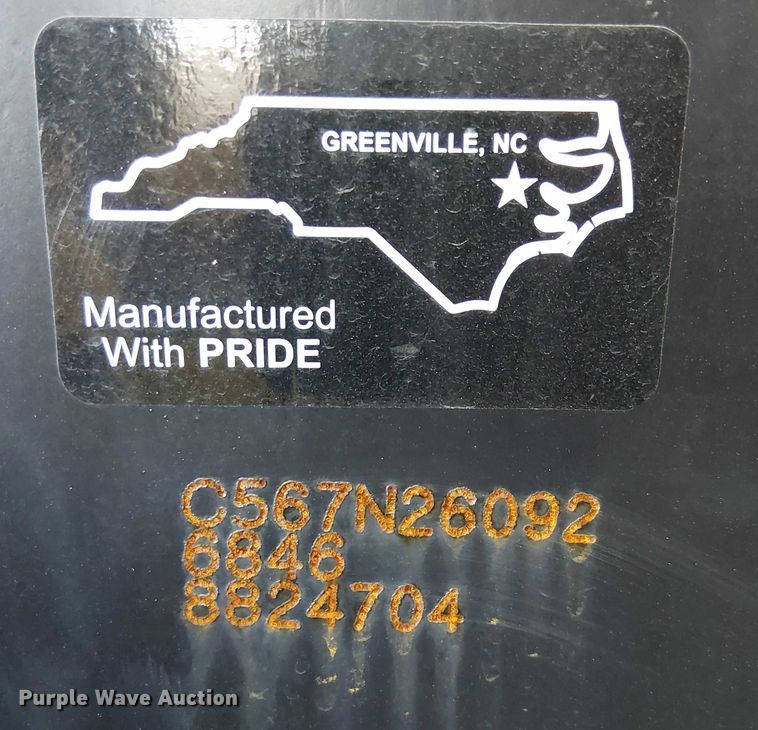 GREENVILLE, NC
Manufactured
With PRIDE
C567N26092
6846
8824704
Purple Wave Auction